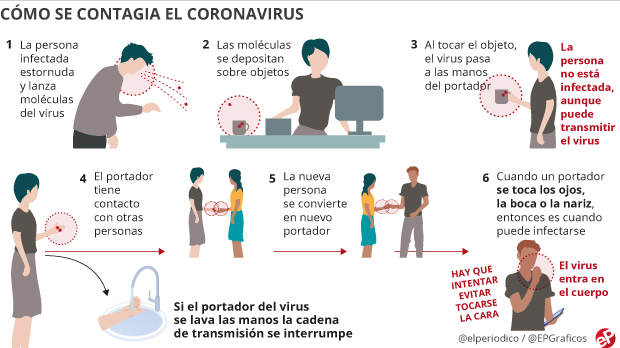 CÓMO SE CONTAGIA EL CORONAVIRUS
1 La persona
infectada
estornuda
y lanza
moléculas
del virus
2 Las moléculas
se depositan
sobre objetos
3 Al tocar el objeto,
el virus pasa
a las manos
del portador
La
persona
no está
infectada,
aunque
puede
transmitir
el virus
4 El portador
tiene
contacto
con otras
personas
5 La nueva
persona
se convierte
en nuevo
portador
6 Cuando un portador
se toca los ojos,
la boca o la nariz,
entonces es cuando
puede infectarse
HAY QUE
INTENTAR
EVITAR
TOCARSE
LA CARA
El virus
entra en
el cuerpo
Si el portador del virus
se lava las manos la cadena
de transmisión se interrumpe
@elperiodico / @EPGraficos
eP